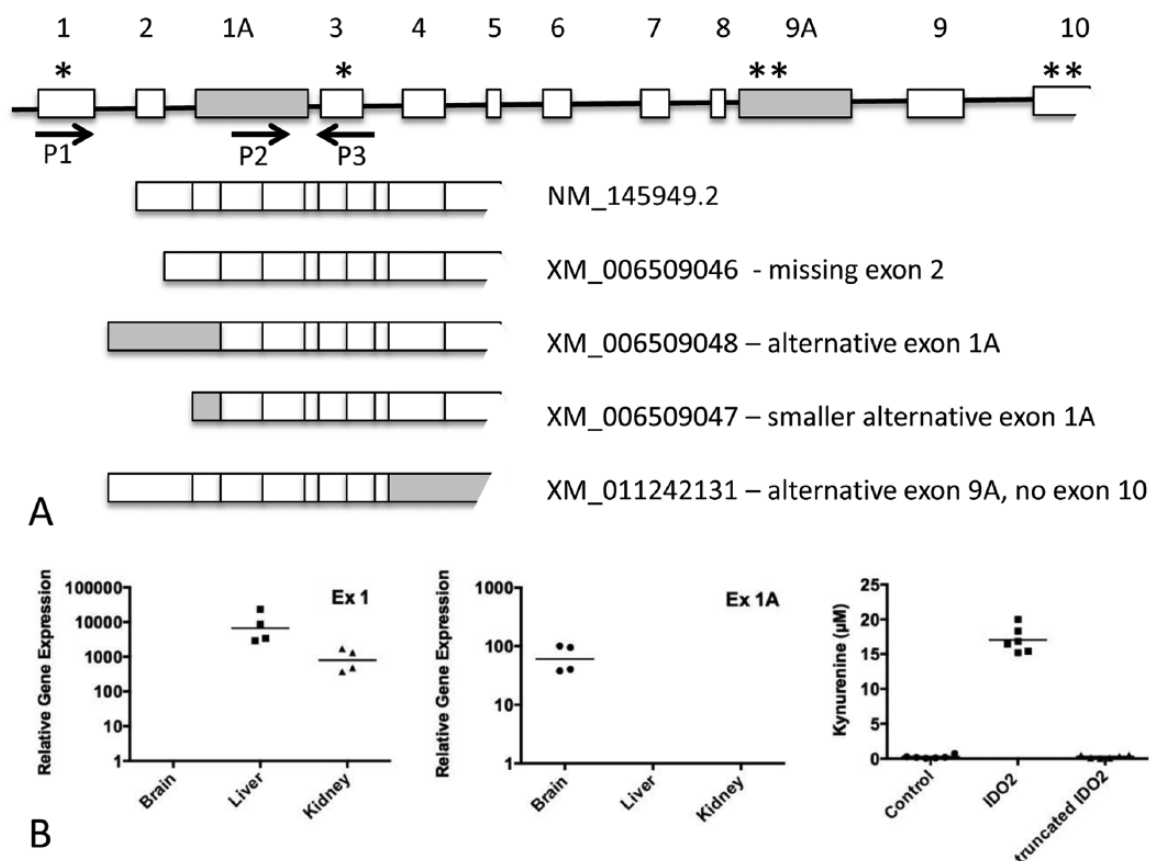 1 2 1A 3 4 5 6 7 8 9A 9 10
* * ** **
P1 P2 P3
NM_145949.2
XM_006509046 - missing exon 2
XM_006509048 – alternative exon 1A
XM_006509047 – smaller alternative exon 1A
XM_011242131 – alternative exon 9A, no exon 10
A
Relative Gene Expression
100000
10000
1000
100
10
1
Ex 1
Brain Liver Kidney
Relative Gene Expression
1000
100
10
1
Ex 1A
Brain Liver Kidney
Kynurenine (µM)
25
20
15
10
5
0
Control IDO2 truncated IDO2
B